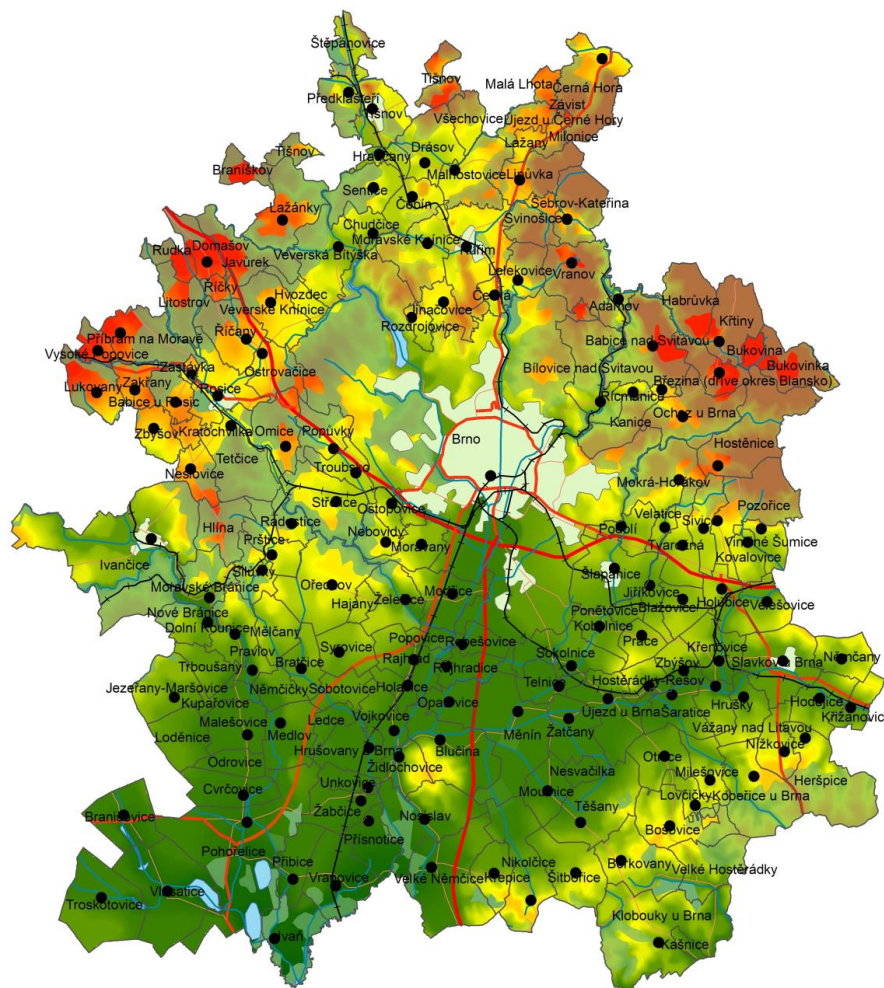 Štěpánovice
Tišnov
Malá Lhota
Černá Hora
Předklášteří
Tišnov
Závist
Všechovice
Újezd u Černé Hory
Milonice
Lažany
Drásov
Tišnov
Hradčany
Malhostovice
Lipůvka
Braníškov
Sentice
Čebín
Šebrov-Kateřina
Lažánky
Svinošice
Chudčice
Moravské Knínice
Kuřim
Rudka
Domašov
Veverská Bítýška
Javůrek
Lelekovice
Vranov
Říčky
Litostrov
Hvozdec
Česká
Adamov
Habrůvka
Veverské Knínice
Jinačovice
Rozdrojovice
Křtiny
Příbram na Moravě
Říčany
Babice nad Svitavou
Bukovina
Vysoké Popovice
Zastávka
Ostrovačice
Bílovice nad Svitavou
Bukovinka
Lukovany
Zakřany
Rosice
Březina (dříve okres Blansko)
Babice u Rosic
Řícmanice
Ochoz u Brna
Kanice
Zbýšov
Kratochvilka
Omice
Popůvky
Brno
Hostěnice
Tetčice
Neslovice
Troubsko
Mokrá-Horákov
Střelice
Ostopovice
Hlína
Radostice
Velatice
Sivice
Pozořice
Podolí
Nebovidy
Moravany
Tvarožná
Viničné Šumice
Ivančice
Prštice
Kovalovice
Silůvky
Šlapanice
Moravské Bránice
Ořechov
Jiříkovice
Hajany
Želešice
Modřice
Blažovice
Holubice
Velešovice
Nové Bránice
Ponětovice
Dolní Kounice
Kobylnice
Mělčany
Prace
Popovice
Rebešovice
Křenovice
Pravlov
Syrovice
Sokolnice
Němčany
Trboušany
Bratčice
Rajhrad
Rajhradice
Zbýšov
Slavkov u Brna
Telnice
Hostěrádky-Rešov
Jezeřany-Maršovice
Němčičky
Sobotovice
Holasice
Kupařovice
Opatovice
Šaratice
Hrušky
Hodějice
Újezd u Brna
Křižanovice
Malešovice
Ledce
Vojkovice
Loděnice
Medlov
Měnín
Žatčany
Vážany nad Litavou
Hrušovany u Brna
Blučina
Nížkovice
Židlochovice
Otnice
Odrovice
Nesvačilka
Unkovice
Milešovice
Heršpice
Cvrčovice
Moutnice
Lovčičky
Kobeřice u Brna
Žabčice
Branišovice
Těšany
Přísnotice
Nosislav
Bošovice
Pohořelice
Přibice
Nikolčice
Borkovany
Velké Hostěrádky
Vlasatice
Vranovice
Velké Němčice
Křepice
Šitbořice
Troskotovice
Klobouky u Brna
Ivaň
Kašnice